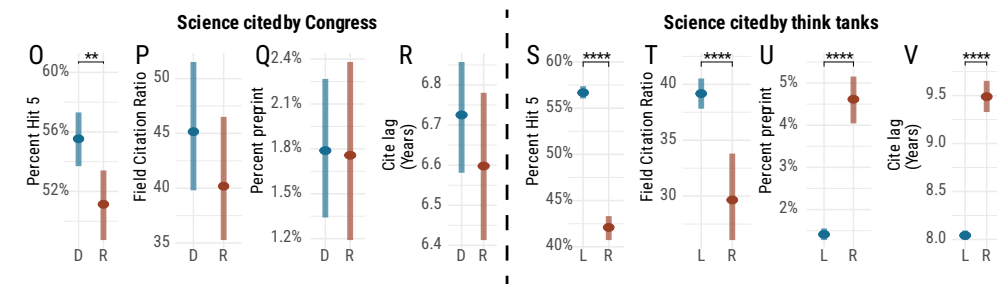 Science citedby Congress
O
**
Percent Hit 5
60%
56%
52%
D R
P
Field Citation Ratio
50
45
40
35
D R
Q
Percent preprint
2.4%
2.1%
1.8%
1.5%
1.2%
D R
R
Cite lag
(Years)
6.8
6.7
6.6
6.5
6.4
D R
Science citedby think tanks
S
****
Percent Hit 5
60%
55%
50%
45%
40%
L R
T
****
Field Citation Ratio
40
35
30
L R
U
****
Percent preprint
5%
4%
3%
2%
L R
V
****
Cite lag
(Years)
9.5
9.0
8.5
8.0
L R